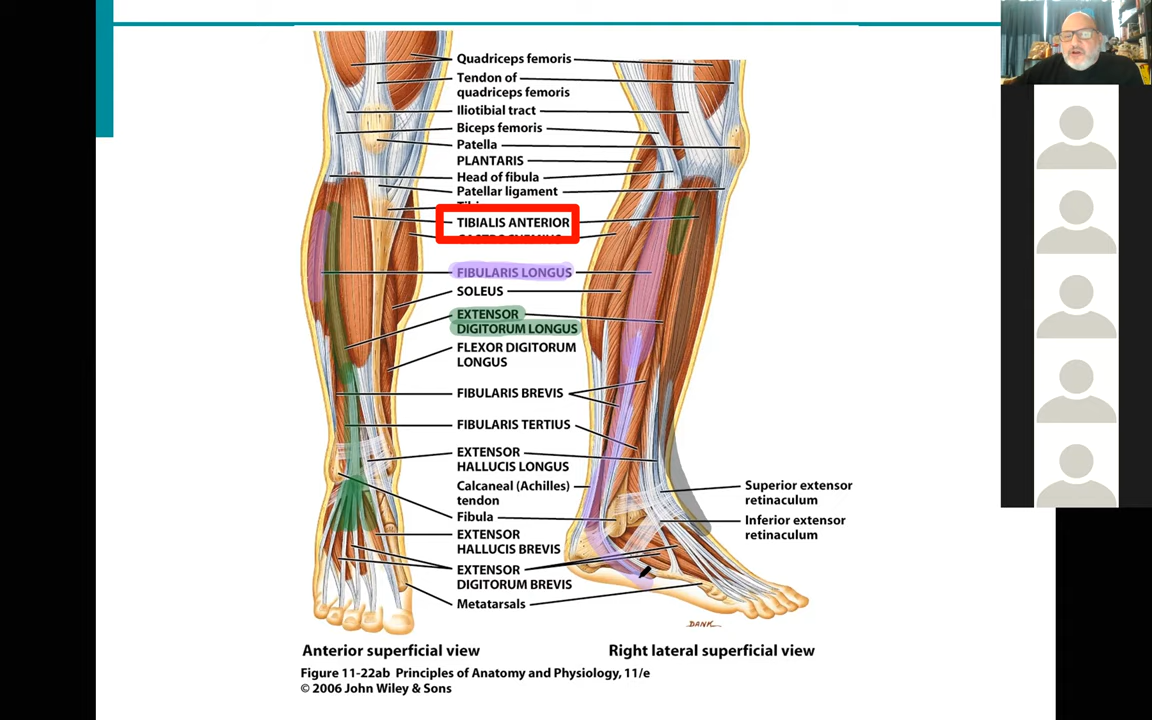 Quadriceps femoris
Tendon of
quadriceps femoris
Iliotibial tract
Biceps femoris
Patella
PLANTARIS
Head of fibula
Patellar ligament
TIBIALIS ANTERIOR
FIBULARIS LONGUS
SOLEUS
EXTENSOR
DIGITORUM LONGUS
FLEXOR DIGITORUM
LONGUS
FIBULARIS BREVIS
FIBULARIS TERTIUS
EXTENSOR
HALLUCIS LONGUS
Calcaneal (Achilles)
tendon
Fibula
EXTENSOR
HALLUCIS BREVIS
EXTENSOR
DIGITORUM BREVIS
Metatarsals
Superior extensor
retinaculum
Inferior extensor
retinaculum
DANK
Anterior superficial view
Right lateral superficial view
Figure 11-22ab Principles of Anatomy and Physiology, 11/e
© 2006 John Wiley & Sons